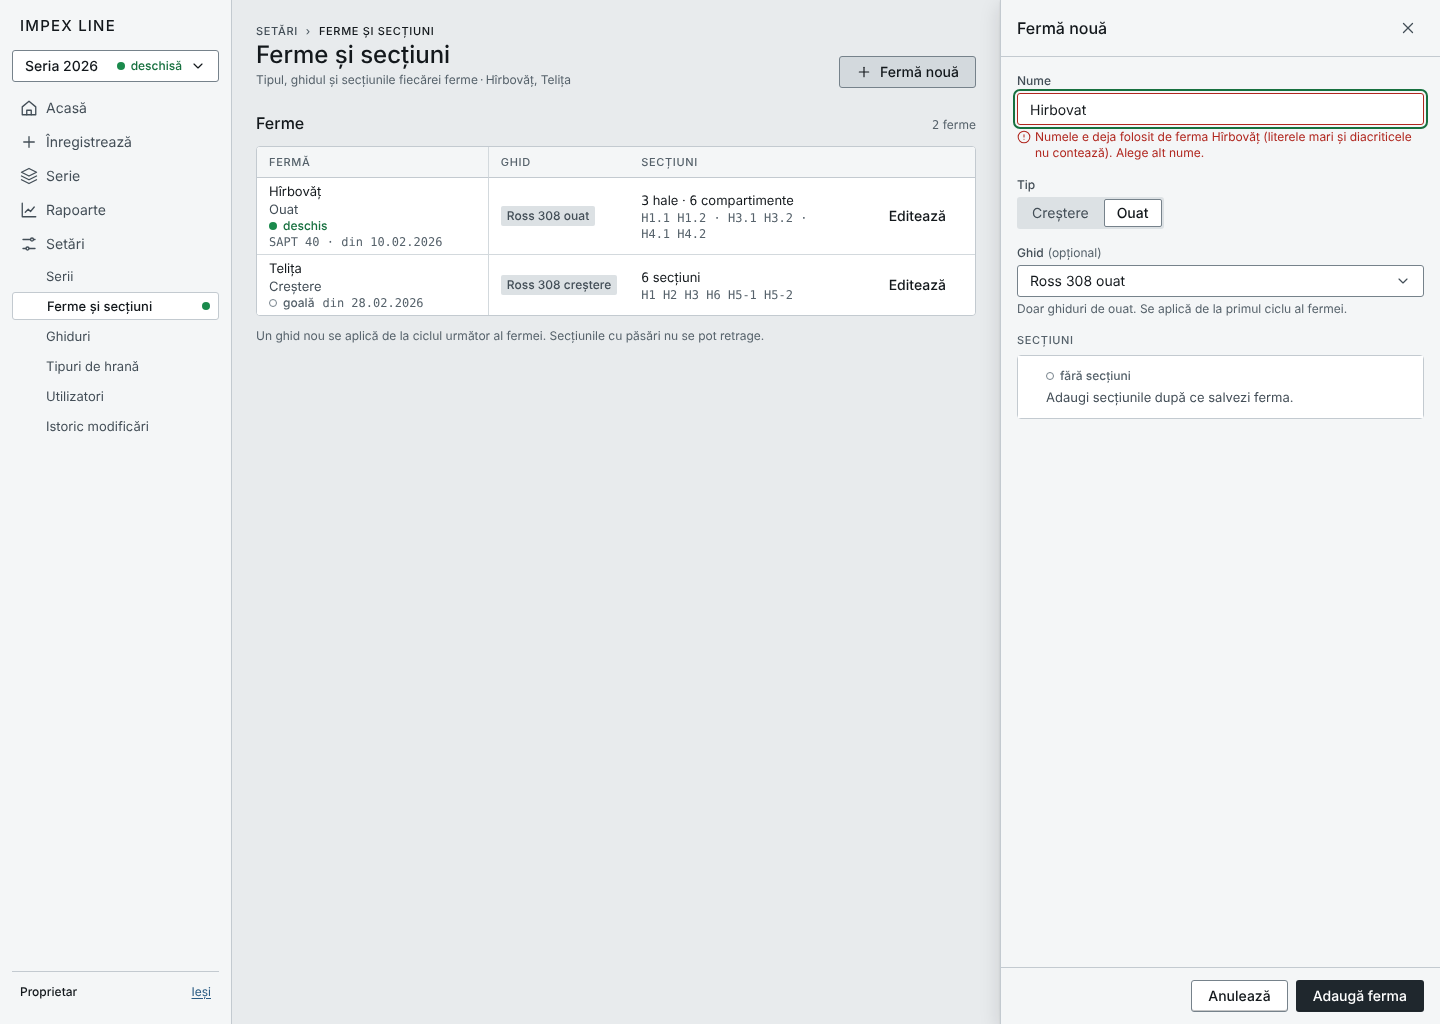 IMPEX LINE
Seria 2026 deschisă
Acasă
Înregistrează
Serie
Rapoarte
Setări
Serii
Ferme și secțiuni
Ghiduri
Tipuri de hrană
Utilizatori
Istoric modificări
Proprietar Ieși
SETĂRI › FERME ȘI SECȚIUNI
Ferme și secțiuni
Tipul, ghidul și secțiunile fiecărei ferme · Hîrbovăț, Telița
Fermă nouă
Ferme
2 ferme
FERMĂ GHID SECȚIUNI
Hîrbovăț
Ouat
deschis
SAPT 40 · din 10.02.2026
Ross 308 ouat
3 hale · 6 compartimente
H1.1 H1.2 · H3.1 H3.2 ·
H4.1 H4.2
Editează
Telița
Creștere
goală din 28.02.2026
Ross 308 creștere
6 secțiuni
H1 H2 H3 H6 H5-1 H5-2
Editează
Un ghid nou se aplică de la ciclul următor al fermei. Secțiunile cu păsări nu se pot retrage.
Fermă nouă
Nume
Hirbovat
Numele e deja folosit de ferma Hîrbovăț (literele mari și diacriticele
nu contează). Alege alt nume.
Tip
Creștere Ouat
Ghid (opțional)
Ross 308 ouat
Doar ghiduri de ouat. Se aplică de la primul ciclu al fermei.
SECȚIUNI
fără secțiuni
Adaugi secțiunile după ce salvezi ferma.
Anulează Adaugă ferma